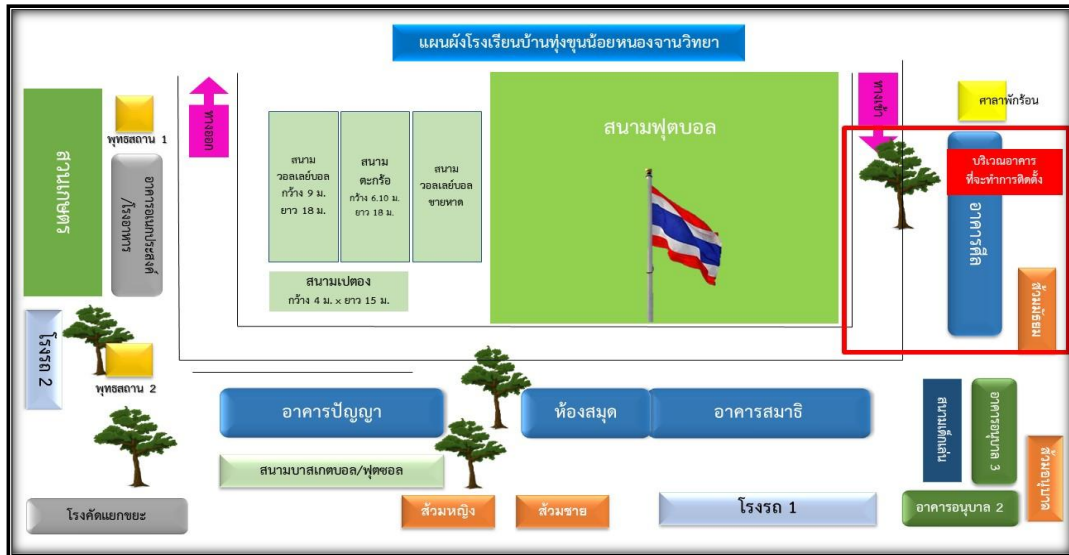 แผนผังโรงเรียนบ้านทุ่งขุนน้อยหนองจานวิทยา
ทางออก
ทางเข้า
สนามฟุตบอล
ศาลาพักร้อน
พุทธสถาน 1
สวนเกษตร
อาคารอเนกประสงค์
/โรงอาหาร
สนาม
วอลเลย์บอล
กว้าง 9 ม.
ยาว 18 ม.
สนาม
ตะกร้อ
กว้าง 6.10 ม.
ยาว 18 ม.
สนาม
วอลเลย์บอล
ชายหาด
บริเวณอาคาร
ที่จะทำการติดตั้ง
อาคารศีล
ส้วมมัธยม
สนามเปตอง
กว้าง 4 ม. × ยาว 15 ม.
โรงรถ 2
พุทธสถาน 2
อาคารปัญญา
ห้องสมุด
อาคารสมาธิ
สนามเด็กเล่น
อาคารอนุบาล 3
ส้วมอนุบาล
สนามบาสเกตบอล/ฟุตซอล
โรงคัดแยกขยะ
ส้วมหญิง
ส้วมชาย
โรงรถ 1
อาคารอนุบาล 2